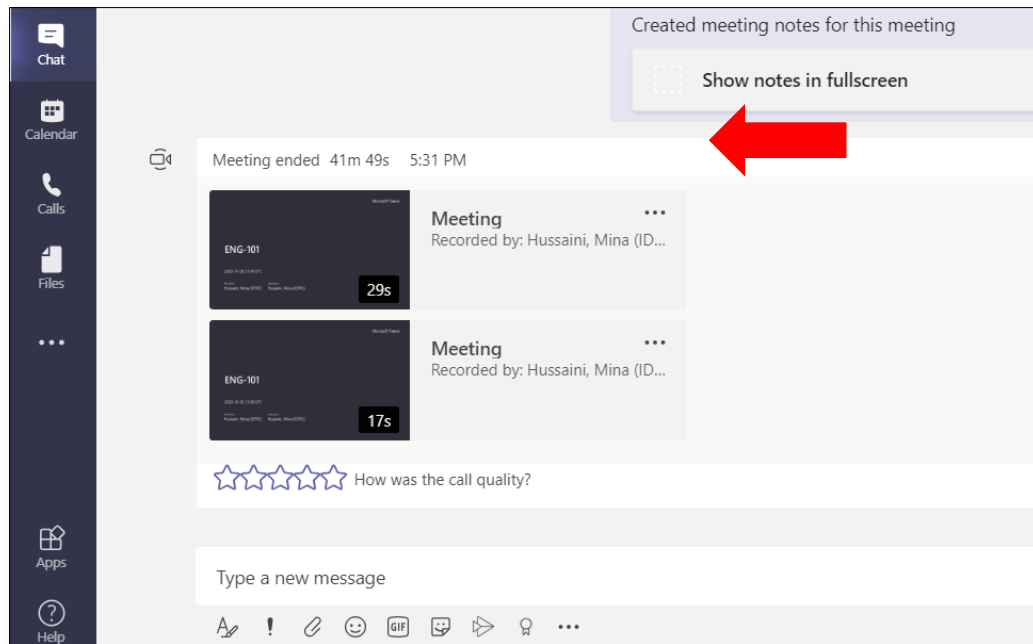 Chat
Calendar
Calls
Files
Apps
Help
Created meeting notes for this meeting
Show notes in fullscreen
Meeting ended 41m 49s 5:31 PM
ENG-101
29s
Meeting
Recorded by: Hussaini, Mina (ID...
ENG-101
17s
Meeting
Recorded by: Hussaini, Mina (ID...
How was the call quality?
Type a new message
GIF